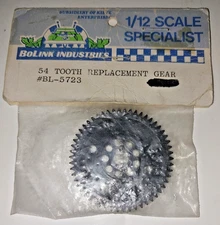 1/12 SCALE
SPECIALIST
BOLINK INDUSTRIES
54 TOOTH REPLACEMENT GEAR
#BL-5723